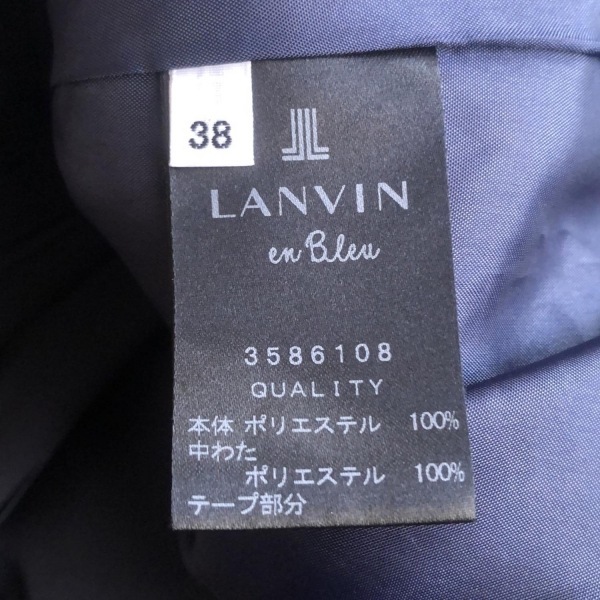 38
LANVIN
en Bleu
3586108
QUALITY
本体 ポリエステル 100%
中わた
ポリエステル 100%
テープ部分